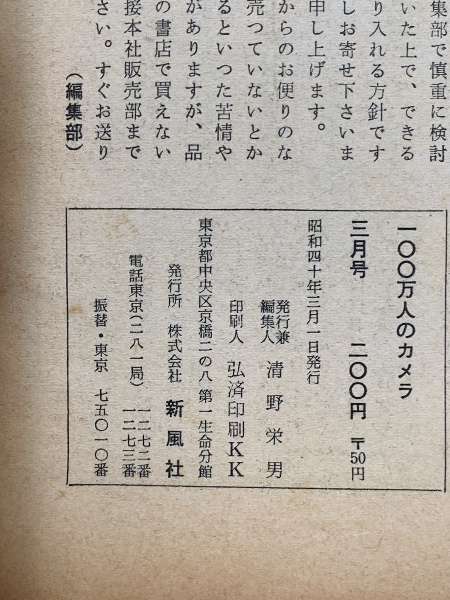 集部で慎重に検討
いた上で、できる
り入れる方針です
しお寄せ下さいま
申し上げます。
からのお便りのな
売つていないとか
るといつた苦情や
がありますが、品
の書店で買えない
接本社販売部まで
さい。すぐお送り
(編集部)
一〇〇万人のカメラ
三月号 二〇〇円 〒50円
昭和四十年三月一日発行
発行兼
編集人 清野栄男
印刷人 弘済印刷KK
東京都中央区京橋二の八 第一生命分館
発行所 株式会社 新風社
電話東京(二八一局) 一二七二番
一二七三番
振替・東京 七五〇一〇番